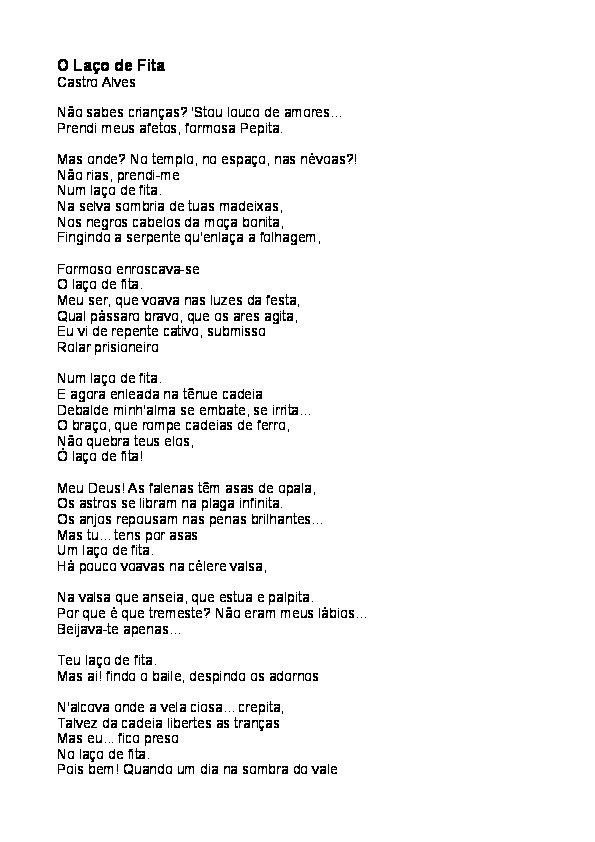 O Laço de Fita
Castro Alves
Não sabes crianças? 'Stou louco de amores...
Prendi meus afetos, formosa Pepita.
Mas onde? No templo, no espaço, nas névoas?!
Não rias, prendi-me
Num laço de fita.
Na selva sombria de tuas madeixas,
Nos negros cabelos da moça bonita,
Fingindo a serpente qu'enlaça a folhagem,
Formoso enroscava-se
O laço de fita.
Meu ser, que voava nas luzes da festa,
Qual pássaro bravo, que os ares agita,
Eu vi de repente cativo, submisso
Rolar prisioneiro
Num laço de fita.
E agora enleada na tênue cadeia
Debalde minh'alma se embate, se irrita...
O braço, que rompe cadeias de ferro,
Não quebra teus elos,
Ó laço de fita!
Meu Deus! As falenas têm asas de opala,
Os astros se libram na plaga infinita.
Os anjos repousam nas penas brilhantes...
Mas tu... tens por asas
Um laço de fita.
Há pouco voavas na célere valsa,
Na valsa que anseia, que estua e palpita.
Por que é que tremeste? Não eram meus lábios...
Beijava-te apenas...
Teu laço de fita.
Mas ai! findo o baile, despindo os adornos
N'alcova onde a vela ciosa... crepita,
Talvez da cadeia libertes as tranças
Mas eu... fico preso
No laço de fita.
Pois bem! Quando um dia na sombra do vale